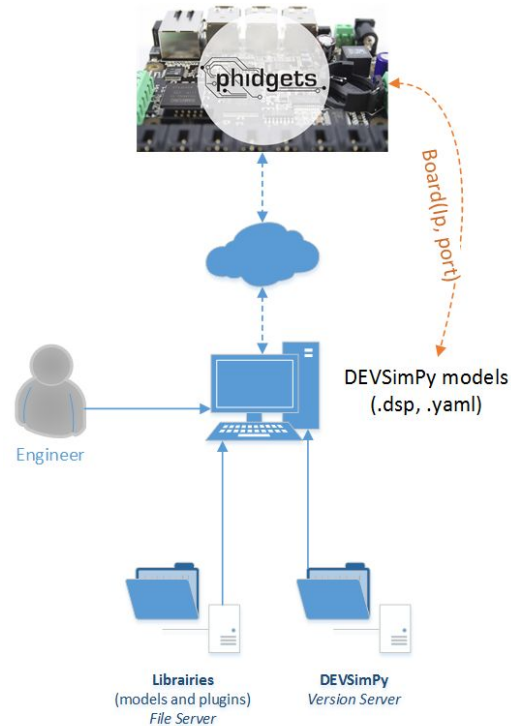 phidgets
Board(Ip, port)
DEVSimPy models
(.dsp, .yaml)
Engineer
Librairies
(models and plugins)
File Server
DEVSimPy
Version Server